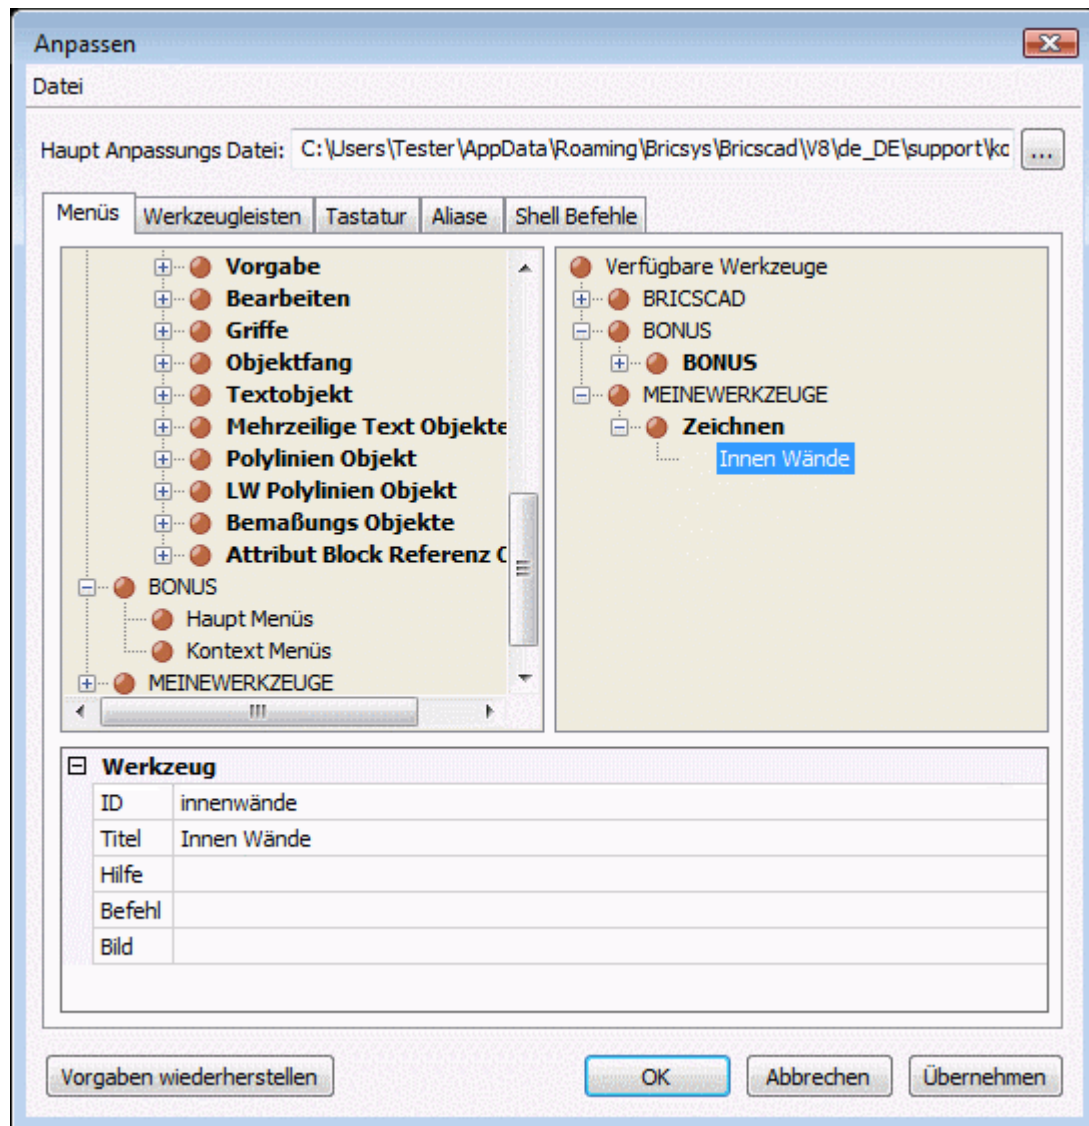 Anpassen
Datei
Haupt Anpassungs Datei: C:\Users\Tester\AppData\Roaming\Bricsys\Bricscad\V8\de_DE\support\kc ...
Menüs Werkzeugleisten Tastatur Aliase Shell Befehle
Vorgabe
Bearbeiten
Griffe
Objektfang
Textobjekt
Mehrzeilige Text Objekte
Polylinien Objekt
LW Polylinien Objekt
Bemaßungs Objekte
Attribut Block Referenz
BONUS
Haupt Menüs
Kontext Menüs
MEINEWERKZEUGE
Verfügbare Werkzeuge
BRICSCAD
BONUS
BONUS
MEINEWERKZEUGE
Zeichnen
Innen Wände
Werkzeug
ID innenwände
Titel Innen Wände
Hilfe
Befehl
Bild
Vorgaben wiederherstellen OK Abbrechen Übernehmen